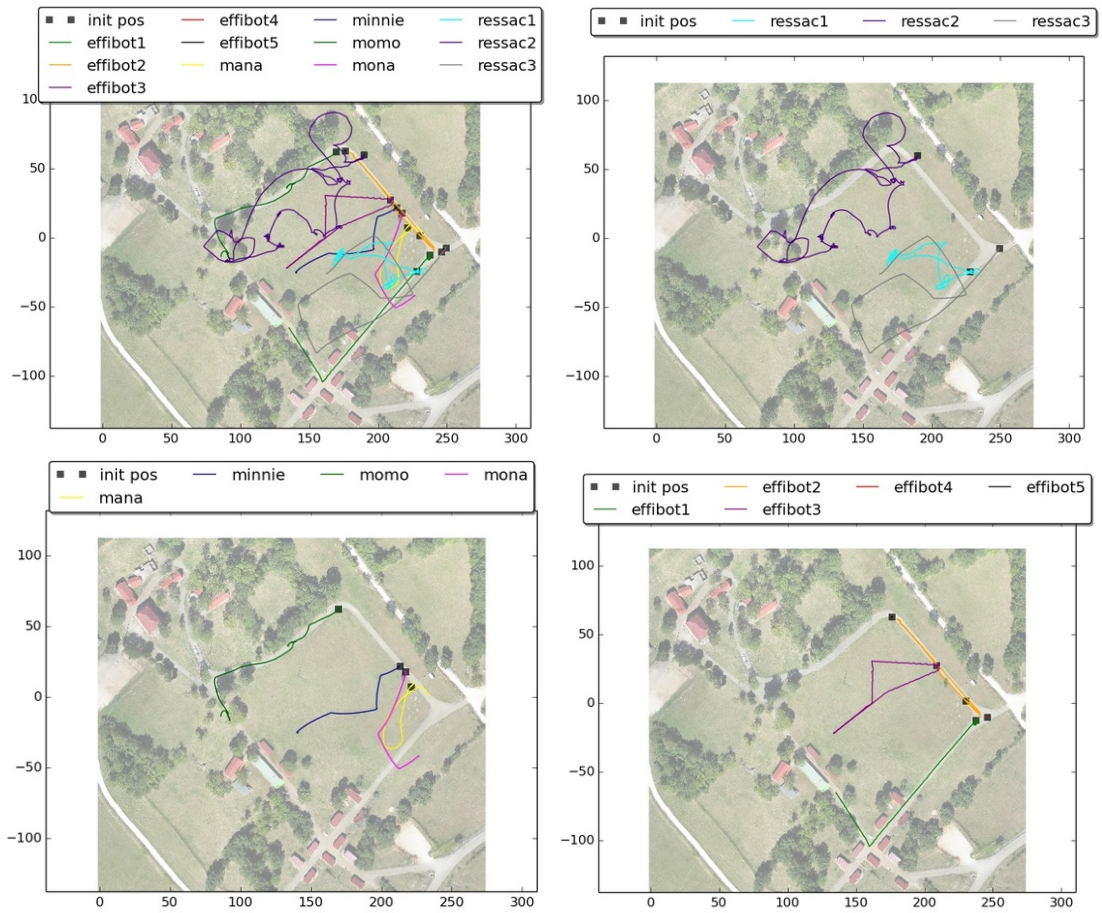 init pos effibot4 minnie ressac1
effibot1 effibot5 momo ressac2
effibot2 mana mona ressac3
effibot3
10
50
0
−50
−100
0 50 100 150 200 250 300
init pos ressac1 ressac2 ressac3
100
50
0
−50
−100
0 50 100 150 200 250 300
init pos minnie momo mona
mana
100
50
0
−50
−100
0 50 100 150 200 250 300
init pos effibot2 effibot4 effibot5
effibot1 effibot3
100
50
0
−50
−100
0 50 100 150 200 250 300